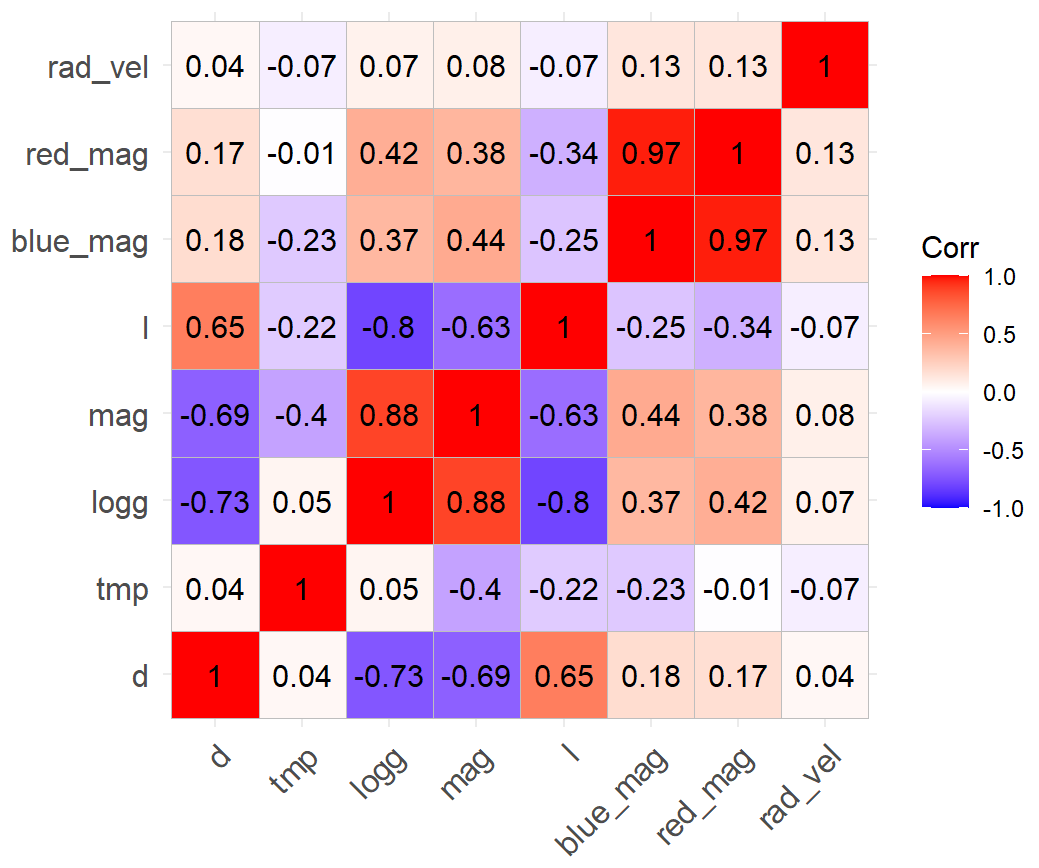 rad_vel 0.04 -0.07 0.07 0.08 -0.07 0.13 0.13 1
red_mag 0.17 -0.01 0.42 0.38 -0.34 0.97 1 0.13
blue_mag 0.18 -0.23 0.37 0.44 -0.25 1 0.97 0.13
l 0.65 -0.22 -0.8 -0.63 1 -0.25 -0.34 -0.07
mag -0.69 -0.4 0.88 1 -0.63 0.44 0.38 0.08
logg -0.73 0.05 1 0.88 -0.8 0.37 0.42 0.07
tmp 0.04 1 0.05 -0.4 -0.22 -0.23 -0.01 -0.07
d 1 0.04 -0.73 -0.69 0.65 0.18 0.17 0.04
d tmp logg mag l blue_mag red_mag rad_vel
Corr
1.0
0.5
0.0
-0.5
-1.0